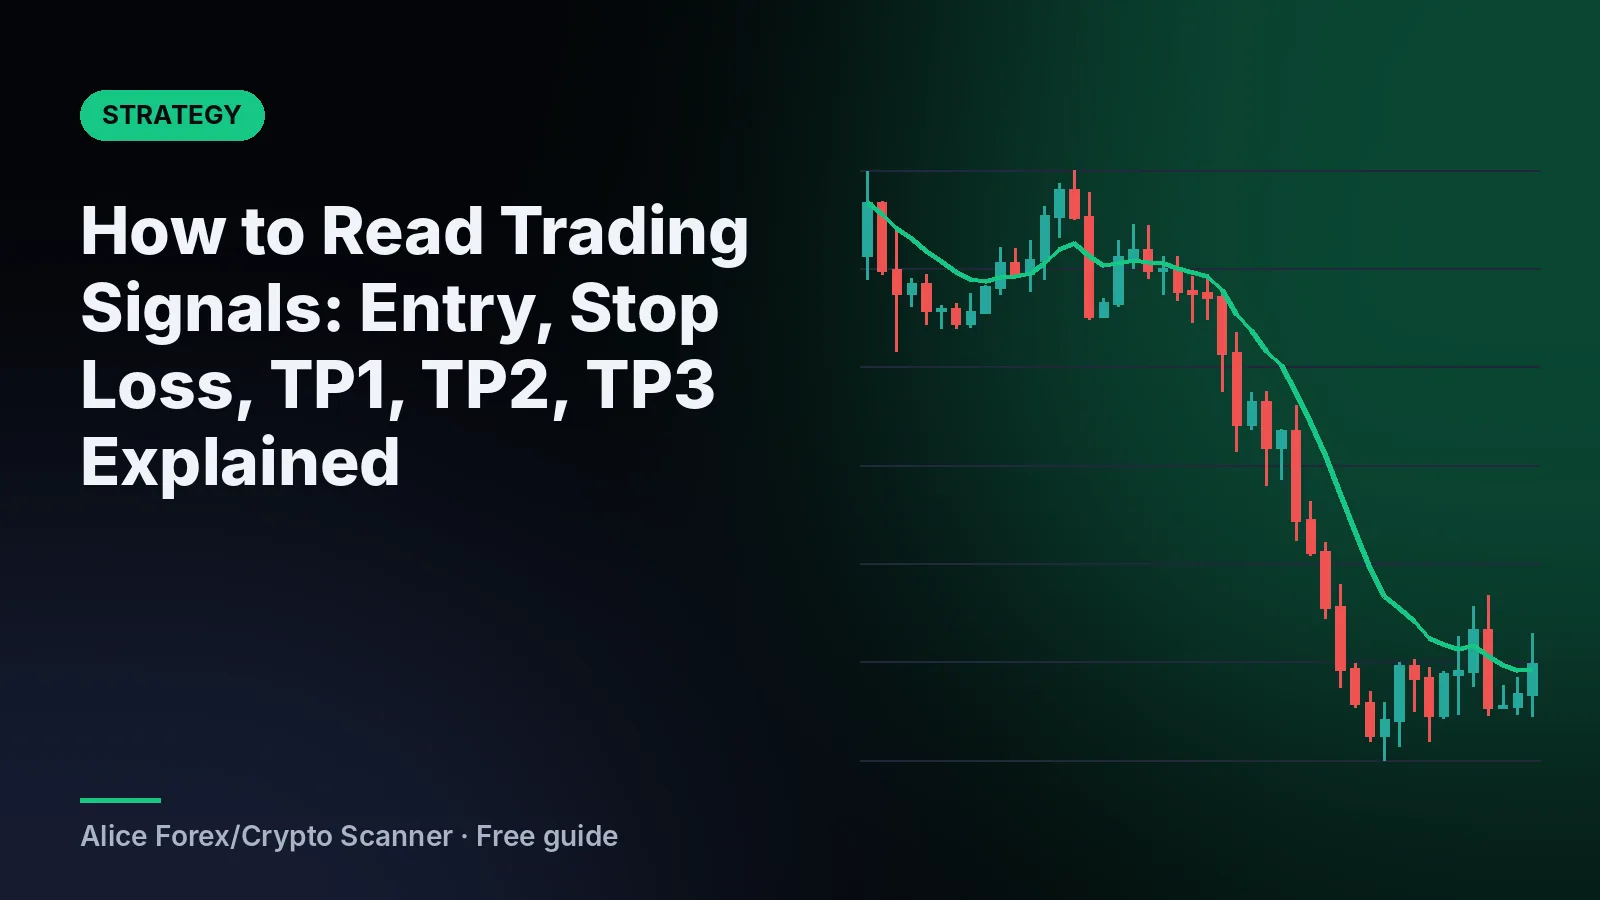 STRATEGY
How to Read Trading
Signals: Entry, Stop
Loss, TP1, TP2, TP3
Explained
Alice Forex/Crypto Scanner · Free guide